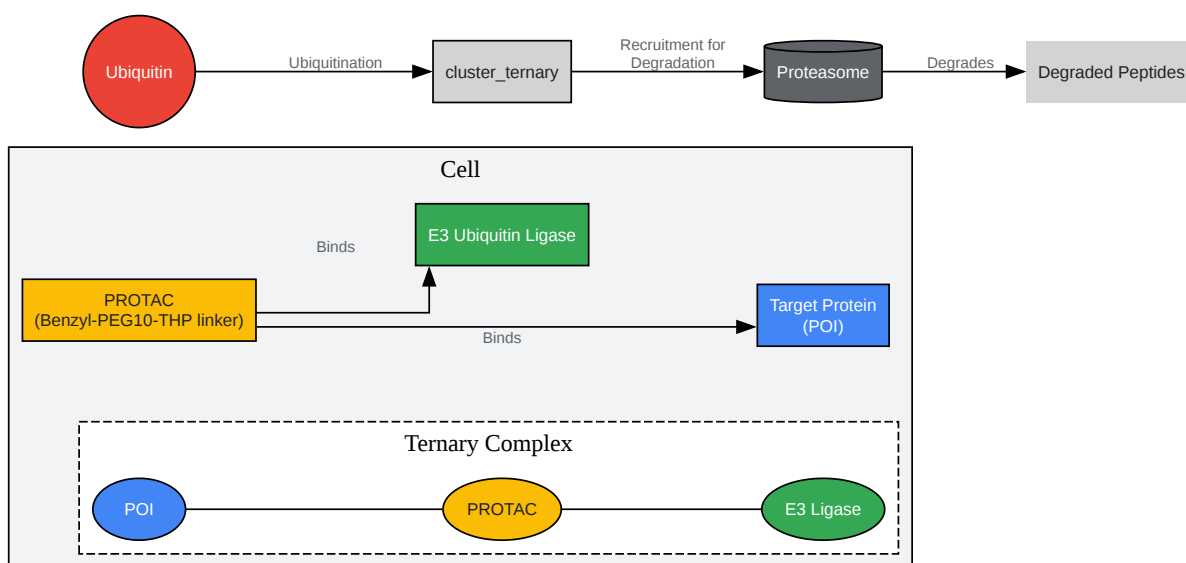 Ubiquitin
Ubiquitination
cluster_ternary
Recruitment for
Degradation
Proteasome
Degrades
Degraded Peptides
Cell
E3 Ubiquitin Ligase
Binds
PROTAC
(Benzyl-PEG10-THP linker)
Target Protein
(POI)
Binds
Ternary Complex
POI
PROTAC
E3 Ligase